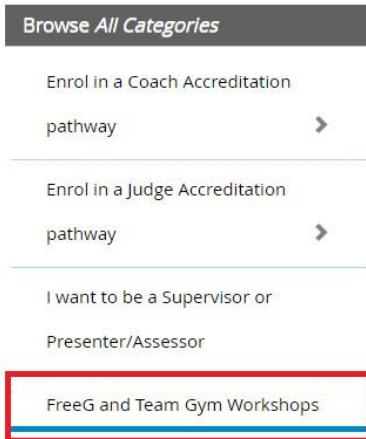 Browse All Categories
Enrol in a Coach Accreditation
pathway
Enrol in a Judge Accreditation
pathway
I want to be a Supervisor or
Presenter/Assessor
FreeG and Team Gym Workshops